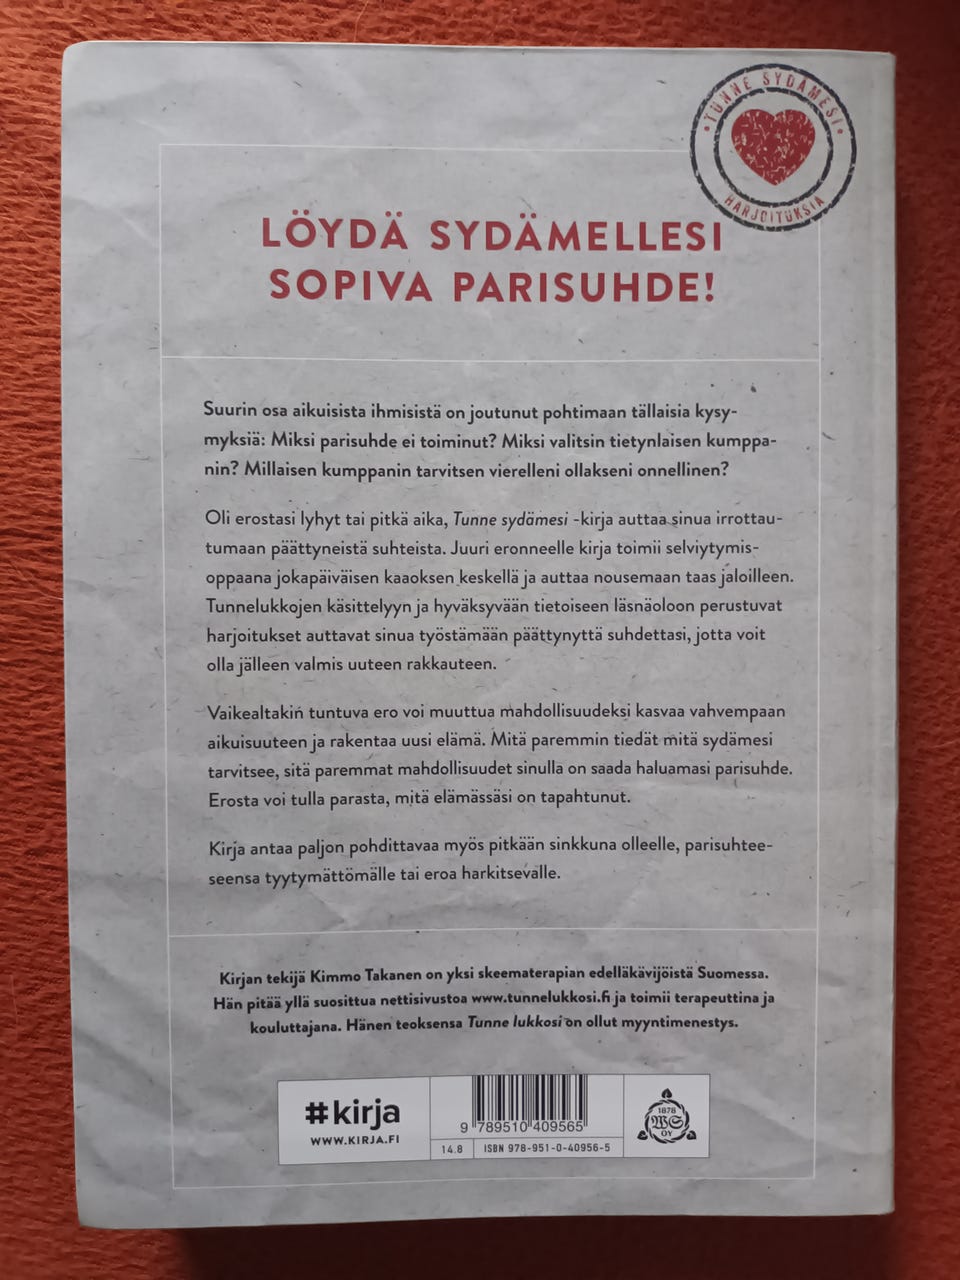 TUNNE SYDÄMESI
HARJOITUKSIA
LÖYDÄ SYDÄMELLESI
SOPIVA PARISUHDE!
Suurin osa aikuisista ihmisistä on joutunut pohtimaan tällaisia kysy-
myksiä: Miksi parisuhde ei toiminut? Miksi valitsin tietynlaisen kumppa-
nin? Millaisen kumppanin tarvitsen vierelleni ollakseni onnellinen?
Oli erostasi lyhyt tai pitkä aika, Tunne sydämesi -kirja auttaa sinua irrottau-
tumaan päättyneistä suhteista. Juuri eronneelle kirja toimii selviytymis-
oppaana jokapäiväisen kaaoksen keskellä ja auttaa nousemaan taas jaloilleen.
Tunnelukkojen käsittelyyn ja hyväksyvään tietoiseen läsnäoloon perustuvat
harjoitukset auttavat sinua työstämään päättynyttä suhdettasi, jotta voit
olla jälleen valmis uuteen rakkauteen.
Vaikealtakin tuntuva ero voi muuttua mahdollisuudeksi kasvaa vahvempaan
aikuisuuteen ja rakentaa uusi elämä. Mitä paremmin tiedät mitä sydämesi
tarvitsee, sitä paremmat mahdollisuudet sinulla on saada haluamasi parisuhde.
Erosta voi tulla parasta, mitä elämässäsi on tapahtunut.
Kirja antaa paljon pohdittavaa myös pitkään sinkkuna olleelle, parisuhtee-
seensa tyytymättömälle tai eroa harkitsevalle.
Kirjan tekijä Kimmo Takanen on yksi skeematerapian edelläkävijöistä Suomessa.
Hän pitää yllä suosittua nettisivustoa www.tunnelukkosi.fi ja toimii terapeuttina ja
kouluttajana. Hänen teoksensa Tunne lukkosi on ollut myyntimenestys.
#kirja
WWW.KIRJA.FI
9 789510 409565
14.8
ISBN 978-951-0-40956-5
1878
WS
OY